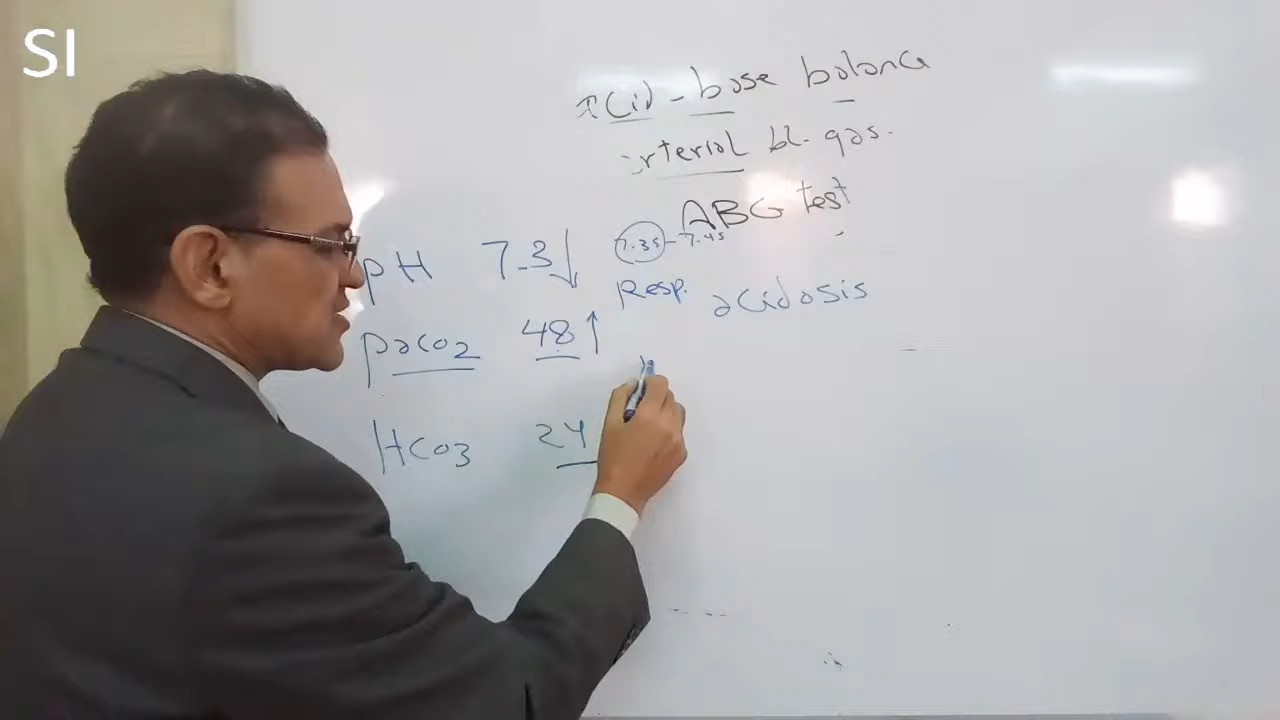 SI
acid-base balance
arterial bl. gas.
ABG test
pH 7.3↓ 7.35-7.45
Resp. acidosis
paco2 48↑
Hco3 24